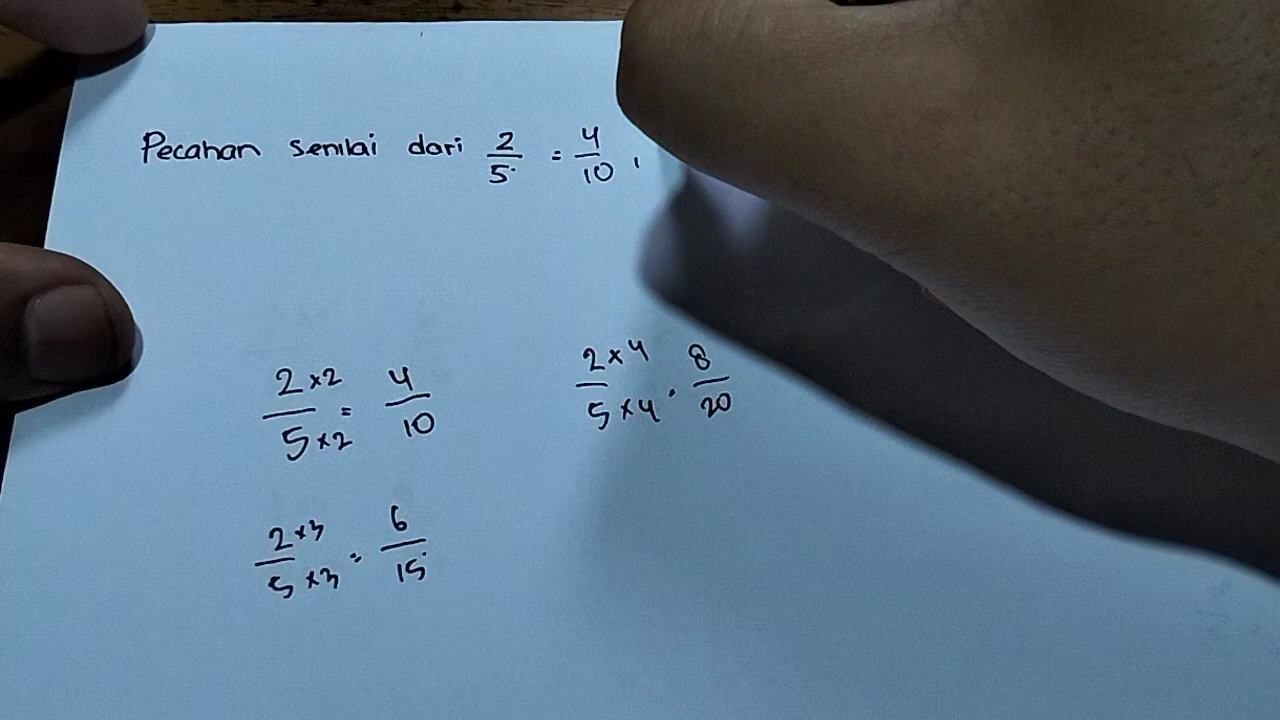 Pecahan senilai dari 2/5 = 4/10,
2×2/5×2 = 4/10
2×4/5×4 = 8/20
2×3/5×3 = 6/15